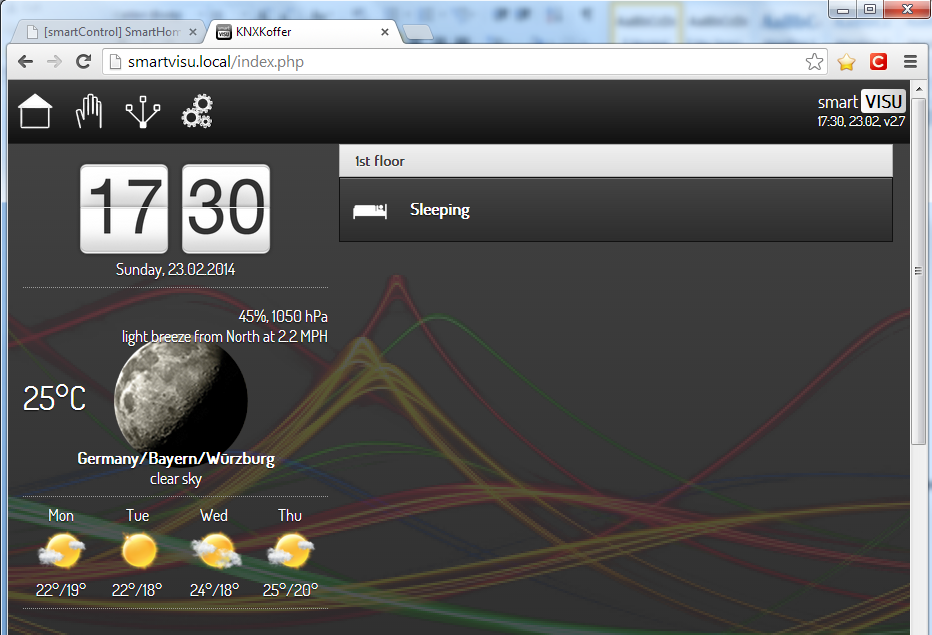 [smartControl] SmartHom
KNXKoffer
smartvisu.local/index.php
smart VISU
17:30, 23.02, v2.7
17 30
Sunday, 23.02.2014
45%, 1050 hPa
light breeze from North at 2.2 MPH
25°C
Germany/Bayern/Würzburg
clear sky
Mon Tue Wed Thu
22°/19° 22°/18° 24°/18° 25°/20°
1st floor
Sleeping